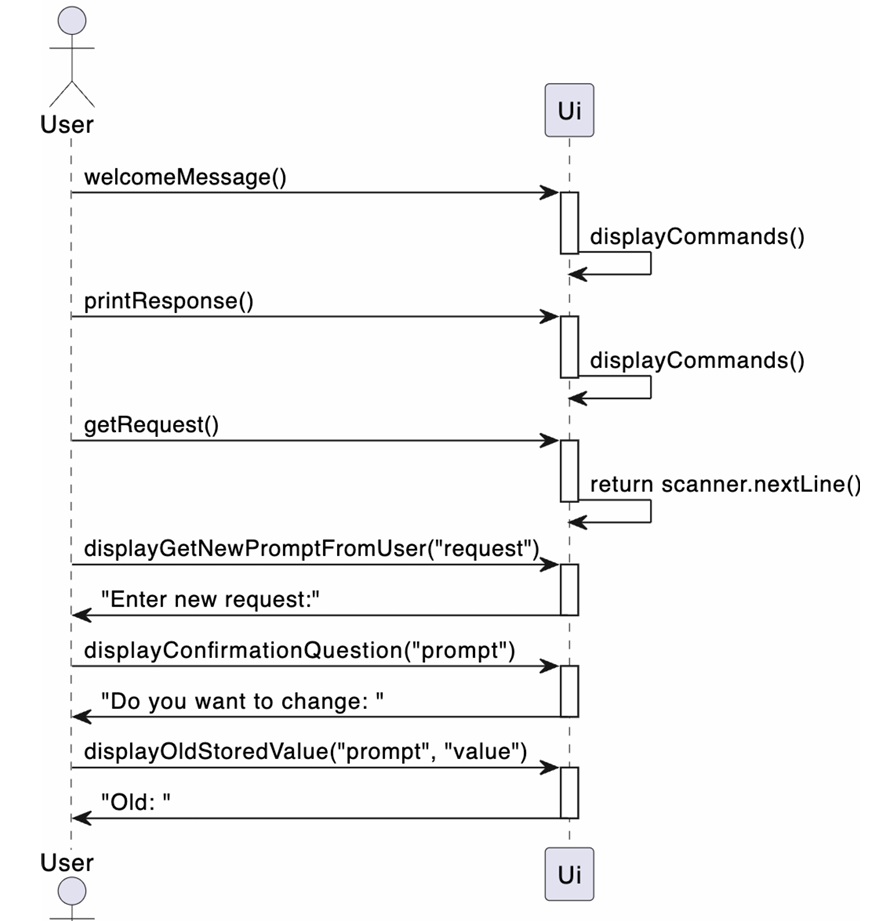 User
Ui
welcomeMessage()
displayCommands()
printResponse()
displayCommands()
getRequest()
return scanner.nextLine()
displayGetNewPromptFromUser("request")
"Enter new request:"
displayConfirmationQuestion("prompt")
"Do you want to change: "
displayOldStoredValue("prompt", "value")
"Old: "
User
Ui